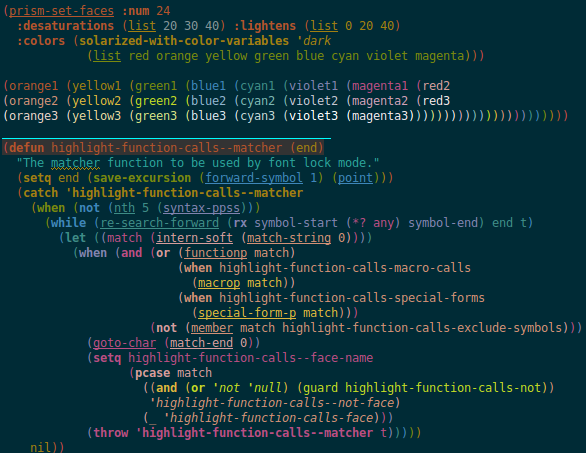 (prism-set-faces :num 24
:desaturations (list 20 30 40) :lightens (list 0 20 40)
:colors (solarized-with-color-variables 'dark
(list red orange yellow green blue cyan violet magenta)))
(orange1 (yellow1 (green1 (blue1 (cyan1 (violet1 (magenta1 (red2
(orange2 (yellow2 (green2 (blue2 (cyan2 (violet2 (magenta2 (red3
(orange3 (yellow3 (green3 (blue3 (cyan3 (violet3 (magenta3)))))))))))))))))))))))
(defun highlight-function-calls--matcher (end)
"The matcher function to be used by font lock mode."
(setq end (save-excursion (forward-symbol 1) (point)))
(catch 'highlight-function-calls--matcher
(when (not (nth 5 (syntax-ppss)))
(while (re-search-forward (rx symbol-start (*? any) symbol-end) end t)
(let ((match (intern-soft (match-string 0))))
(when (and (or (functionp match)
(when highlight-function-calls-macro-calls
(macrop match))
(when highlight-function-calls-special-forms
(special-form-p match)))
(not (member match highlight-function-calls-exclude-symbols)))
(goto-char (match-end 0))
(setq highlight-function-calls--face-name
(pcase match
((and (or 'not 'null) (guard highlight-function-calls-not))
'highlight-function-calls--not-face)
(_ 'highlight-function-calls-face)))
(throw 'highlight-function-calls--matcher t)))))
nil))